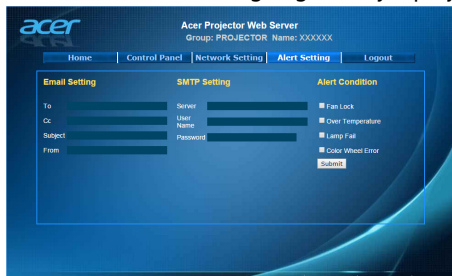 acer
Acer Projector Web Server
Group: PROJECTOR Name: XXXXXX
Home Control Panel Network Setting Alert Setting Logout
Email Setting
To
Cc
Subject
From
SMTP Setting
Server
User
Name
Password
Alert Condition
Fan Lock
Over Temperature
Lamp Fail
Color Wheel Error
Submit